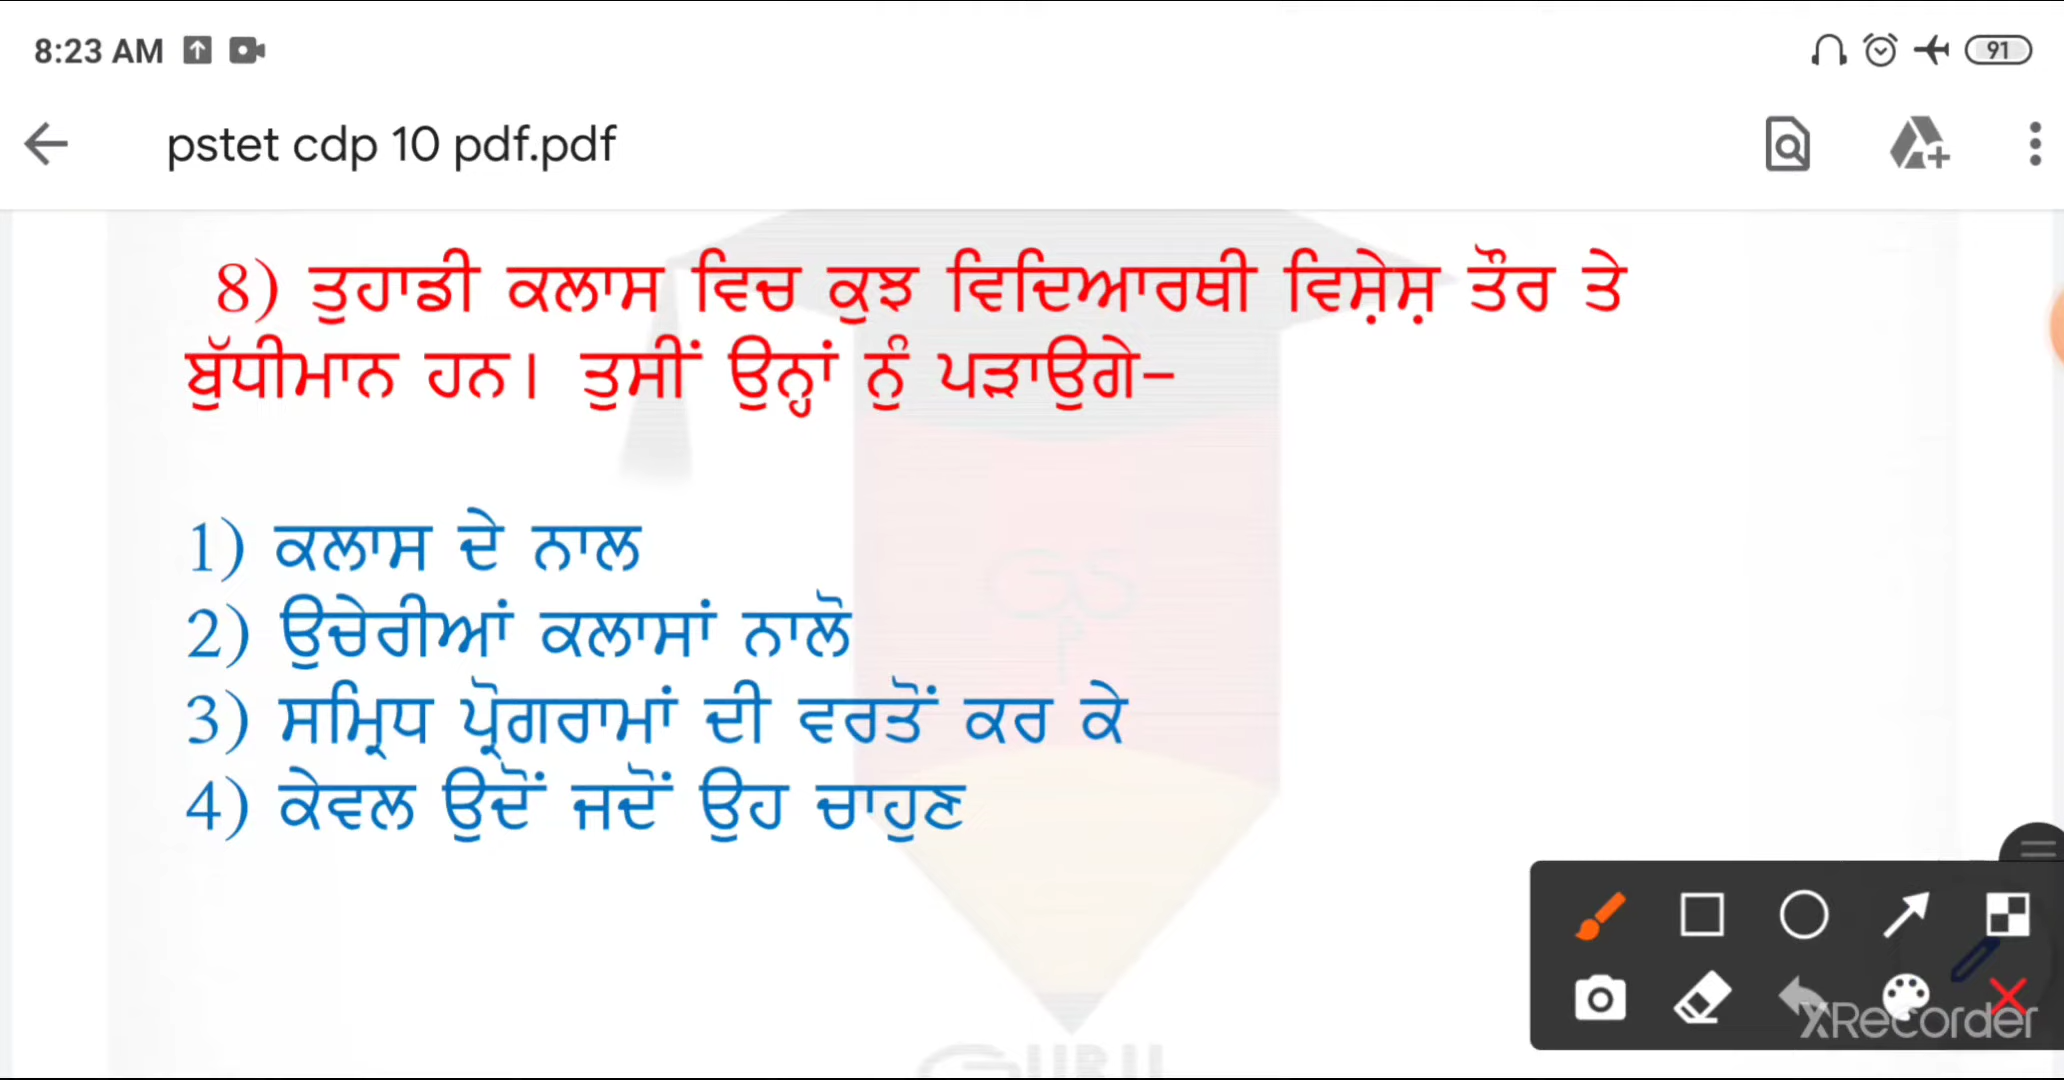 8:23 AM
91
pstet cdp 10 pdf.pdf
8) ਤੁਹਾਡੀ ਕਲਾਸ ਵਿਚ ਕੁਝ ਵਿਦਿਆਰਥੀ ਵਿਸ਼ੇਸ਼ ਤੌਰ ਤੇ
ਬੁੱਧੀਮਾਨ ਹਨ। ਤੁਸੀਂ ਉਨ੍ਹਾਂ ਨੁੰ ਪੜਾਉਗੇ–
1) ਕਲਾਸ ਦੇ ਨਾਲ
2) ਉਚੇਰੀਆਂ ਕਲਾਸਾਂ ਨਾਲੋ
3) ਸਮ੍ਰਿਧ ਪ੍ਰੋਗਰਾਮਾਂ ਦੀ ਵਰਤੋਂ ਕਰ ਕੇ
4) ਕੇਵਲ ਉਦੋਂ ਜਦੋਂ ਉਹ ਚਾਹੁਣ
XRecorder